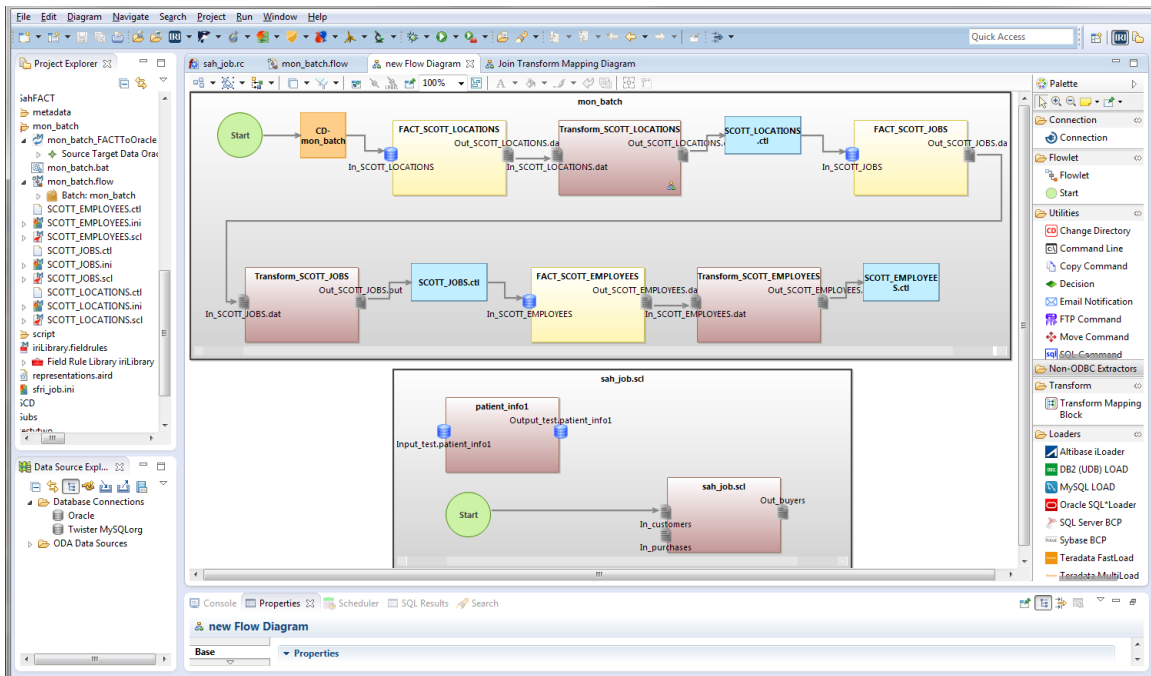 File Edit Diagram Navigate Search Project Run Window Help
Quick Access
IRI
Project Explorer
sah_job.rc
mon_batch.flow
new Flow Diagram
Join Transform Mapping Diagram
100%
metadata
mon_batch
mon_batch_FACTToOracle
Source Target Data Orac
mon_batch.bat
mon_batch.flow
Batch: mon_batch
SCOTT_EMPLOYEES.ctl
SCOTT_EMPLOYEES.ini
SCOTT_EMPLOYEES.scl
SCOTT_JOBS.ctl
SCOTT_JOBS.ini
SCOTT_JOBS.scl
SCOTT_LOCATIONS.ctl
SCOTT_LOCATIONS.ini
SCOTT_LOCATIONS.scl
script
iriLibrary.fieldrules
Field Rule Library iriLibrary
representations.aird
sfri_job.ini
Data Source Expl...
Database Connections
Oracle
Twister MySQLorg
ODA Data Sources
mon_batch
Start
CD-
mon_batch
FACT_SCOTT_LOCATIONS
Out_SCOTT_LOCATIONS.da
In_SCOTT_LOCATIONS
Transform_SCOTT_LOCATIONS
Out_SCOTT_LOCATIONS.
In_SCOTT_LOCATIONS.dat
SCOTT_LOCATIONS
.ctl
FACT_SCOTT_JOBS
Out_SCOTT_JOBS.da
In_SCOTT_JOBS
Transform_SCOTT_JOBS
Out_SCOTT_JOBS.out
In_SCOTT_JOBS.dat
SCOTT_JOBS.ctl
FACT_SCOTT_EMPLOYEES
Out_SCOTT_EMPLOYEES.da
In_SCOTT_EMPLOYEES
Transform_SCOTT_EMPLOYEES
Out_SCOTT_EMPLOYEES.
In_SCOTT_EMPLOYEES.dat
SCOTT_EMPLOYEE
S.ctl
sah_job.scl
patient_info1
Output_test.patient_info1
Input_test.patient_info1
Start
sah_job.scl
Out_buyers
In_customers
In_purchases
Palette
Connection
Connection
Flowlet
Flowlet
Start
Utilities
CD Change Directory
Command Line
Copy Command
Decision
Email Notification
FTP Command
Move Command
sql SQL Command
Non-ODBC Extractors
Transform
Transform Mapping
Block
Loaders
Altibase iLoader
DB2 (UDB) LOAD
MySQL LOAD
Oracle SQL*Loader
SQL Server BCP
Sybase BCP
Teradata FastLoad
Teradata MultiLoad
Console Properties Scheduler SQL Results Search
new Flow Diagram
Base
Properties